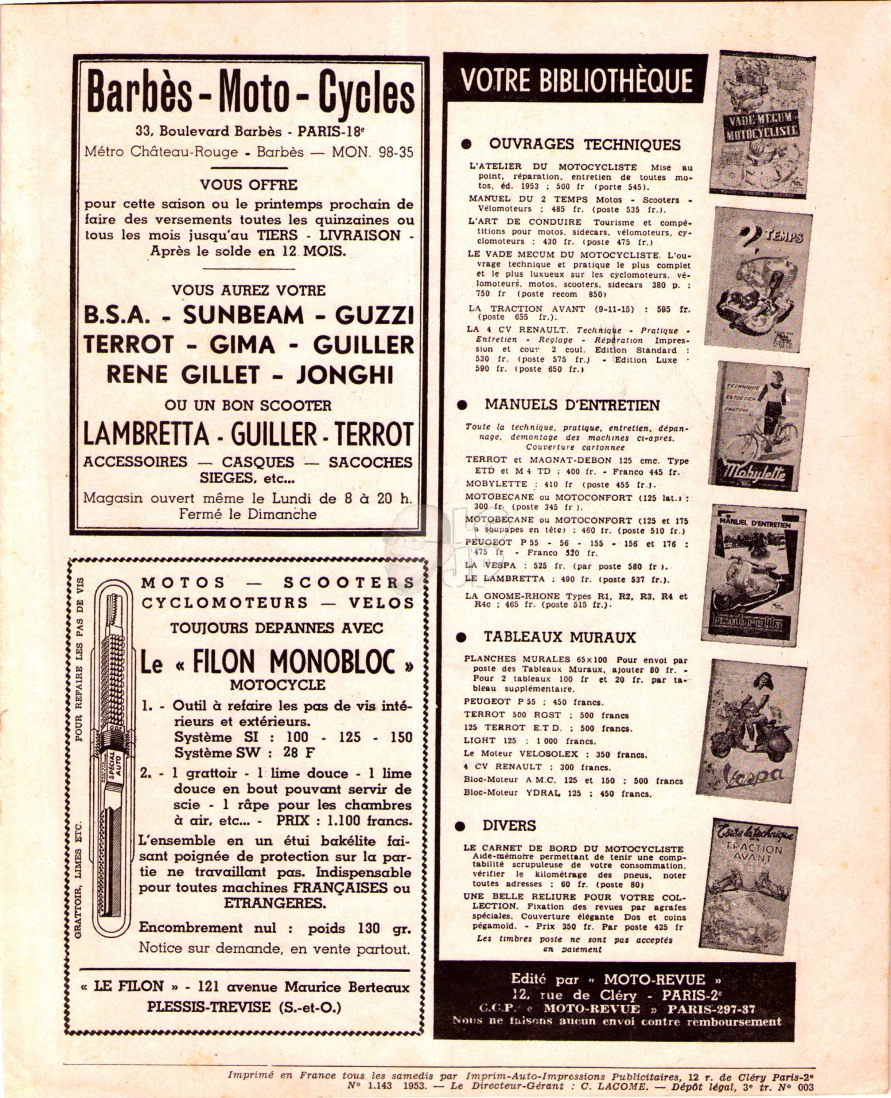 Barbès - Moto - Cycles
33, Boulevard Barbès - PARIS-18e
Métro Château-Rouge - Barbès — MON. 98-35
VOUS OFFRE
pour cette saison ou le printemps prochain de
faire des versements toutes les quinzaines ou
tous les mois jusqu'au TIERS - LIVRAISON -
Après le solde en 12 MOIS.
VOUS AUREZ VOTRE
B.S.A. - SUNBEAM - GUZZI
TERROT - GIMA - GUILLER
RENE GILLET - JONGHI
OU UN BON SCOOTER
LAMBRETTA - GUILLER - TERROT
ACCESSOIRES — CASQUES — SACOCHES
SIEGES, etc...
Magasin ouvert même le Lundi de 8 à 20 h.
Fermé le Dimanche
POUR REFAIRE LES PAS DE VIS
GRATTOIR, LIMES ETC.
SPÉCIAL AUTO
MOTOS — SCOOTERS
CYCLOMOTEURS — VELOS
TOUJOURS DEPANNES AVEC
Le « FILON MONOBLOC »
MOTOCYCLE
1. - Outil à refaire les pas de vis inté-
rieurs et extérieurs.
Système SI : 100 - 125 - 150
Système SW : 28 F
2. - 1 grattoir - 1 lime douce - 1 lime
douce en bout pouvant servir de
scie - 1 râpe pour les chambres
à air, etc... - PRIX : 1.100 francs.
L'ensemble en un étui bakélite fai-
sant poignée de protection sur la par-
tie ne travaillant pas. Indispensable
pour toutes machines FRANÇAISES ou
ETRANGERES.
Encombrement nul : poids 130 gr.
Notice sur demande, en vente partout.
« LE FILON » - 121 avenue Maurice Berteaux
PLESSIS-TREVISE (S.-et-O.)
VOTRE BIBLIOTHÈQUE
● OUVRAGES TECHNIQUES
L'ATELIER DU MOTOCYCLISTE Mise au
point, réparation, entretien de toutes mo-
tos, éd. 1953 : 500 fr (porte 545).
MANUEL DU 2 TEMPS Motos - Scooters -
Vélomoteurs : 485 fr. (poste 535 fr.).
L'ART DE CONDUIRE Tourisme et compé-
titions pour motos, sidecars, vélomoteurs, cy-
clomoteurs : 430 fr. (poste 475 fr.)
LE VADE MECUM DU MOTOCYCLISTE. L'ou-
vrage technique et pratique le plus complet
et le plus luxueux sur les cyclomoteurs, vé-
lomoteurs, motos, scooters, sidecars 380 p. :
750 fr (poste recom 850)
LA TRACTION AVANT (9-11-15) : 595 fr.
(poste 655 fr.).
LA 4 CV RENAULT. Technique - Pratique -
Entretien - Réglage - Réparation Impres-
sion et couv 2 coul. Edition Standard :
530 fr. (poste 575 fr.) - Edition Luxe :
590 fr. (poste 650 fr.)
● MANUELS D'ENTRETIEN
Toute la technique, pratique, entretien, dépan-
nage, démontage des machines ci-après.
Couverture cartonnee
TERROT et MAGNAT-DEBON 125 cmc. Type
ETD et M 4 TD : 400 fr. - Franco 445 fr.
MOBYLETTE : 410 fr (poste 455 fr.).
MOTOBECANE ou MOTOCONFORT (125 lat.) :
300 fr. (poste 345 fr ).
MOTOBECANE ou MOTOCONFORT (125 et 175
à soupapes en tête) : 460 fr. (poste 510 fr.)
PEUGEOT P 55 - 56 - 155 - 156 et 176 :
475 fr - Franco 520 fr.
LA VESPA : 525 fr. (par poste 580 fr ).
LE LAMBRETTA : 490 fr. (poste 537 fr.).
LA GNOME-RHONE Types R1, R2, R3, R4 et
R4c : 465 fr. (poste 515 fr.).
● TABLEAUX MURAUX
PLANCHES MURALES 65x100 Pour envoi par
poste des Tableaux Muraux, ajouter 80 fr. -
Pour 2 tableaux 100 fr et 20 fr. par ta-
bleau supplémentaire.
PEUGEOT P 55 : 450 francs.
TERROT 500 RGST : 500 francs
125 TERROT E.T.D. : 500 francs.
LIGHT 125 : 1 000 francs.
Le Moteur VELOSOLEX : 350 francs.
4 CV RENAULT : 300 francs.
Bloc-Moteur A M.C. 125 et 150 : 500 francs
Bloc-Moteur YDRAL 125 : 450 francs.
● DIVERS
LE CARNET DE BORD DU MOTOCYCLISTE
Aide-mémoire permettant de tenir une comp-
tabilité scrupuleuse de votre consommation,
vérifier le kilométrage des pneus, noter
toutes adresses : 60 fr. (poste 80)
UNE BELLE RELIURE POUR VOTRE COL-
LECTION. Fixation des revues par agrafes
spéciales. Couverture élégante Dos et coins
pégamoïd. - Prix 350 fr. Par poste 425 fr
Les timbres poste ne sont pas acceptés
en paiement
VADE-MECUM
MOTOCYCLISTE
2 TEMPS
TECHNIQUE
ENTRETIEN
PRATIQUE
Mobylette
MANUEL D'ENTRETIEN
Lambretta
Vespa
Toute la technique
TRACTION
AVANT
Edité par « MOTO-REVUE »
12, rue de Cléry - PARIS-2e
C.C.P. « MOTO-REVUE » PARIS-297-37
Nous ne faisons aucun envoi contre remboursement
Imprimé en France tous les samedis par Imprim-Auto-Impressions Publicitaires, 12 r. de Cléry Paris-2e
N° 1.143 1953. — Le Directeur-Gérant : C. LACOME. — Dépôt légal, 3e tr. N° 003